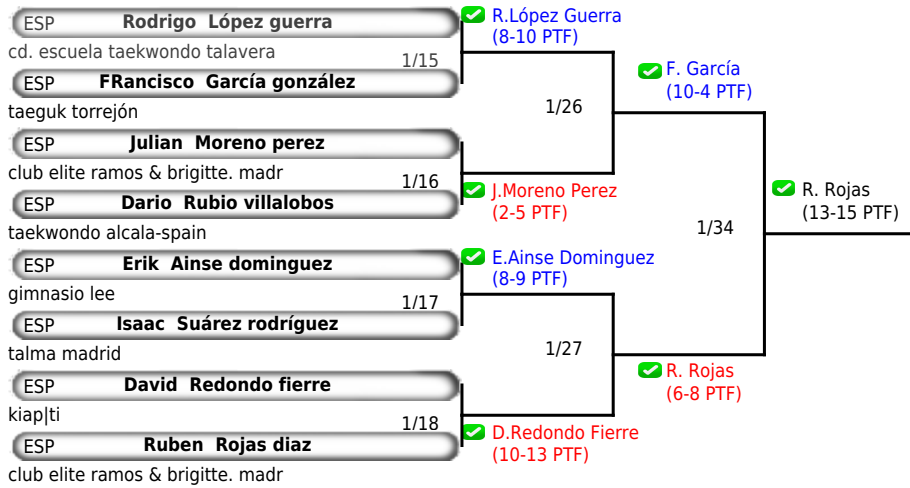 ESP Rodrigo López guerra
cd. escuela taekwondo talavera
1/15
ESP FRancisco García gonzález
taeguk torrejón
ESP Julian Moreno perez
club elite ramos & brigitte. madr
1/16
ESP Dario Rubio villalobos
taekwondo alcala-spain
ESP Erik Ainse dominguez
gimnasio lee
1/17
ESP Isaac Suárez rodríguez
talma madrid
ESP David Redondo fierre
kiap|ti
1/18
ESP Ruben Rojas diaz
club elite ramos & brigitte. madr
R.López Guerra
(8-10 PTF)
1/26
J.Moreno Perez
(2-5 PTF)
E.Ainse Dominguez
(8-9 PTF)
1/27
D.Redondo Fierre
(10-13 PTF)
F. García
(10-4 PTF)
1/34
R. Rojas
(6-8 PTF)
R. Rojas
(13-15 PTF)